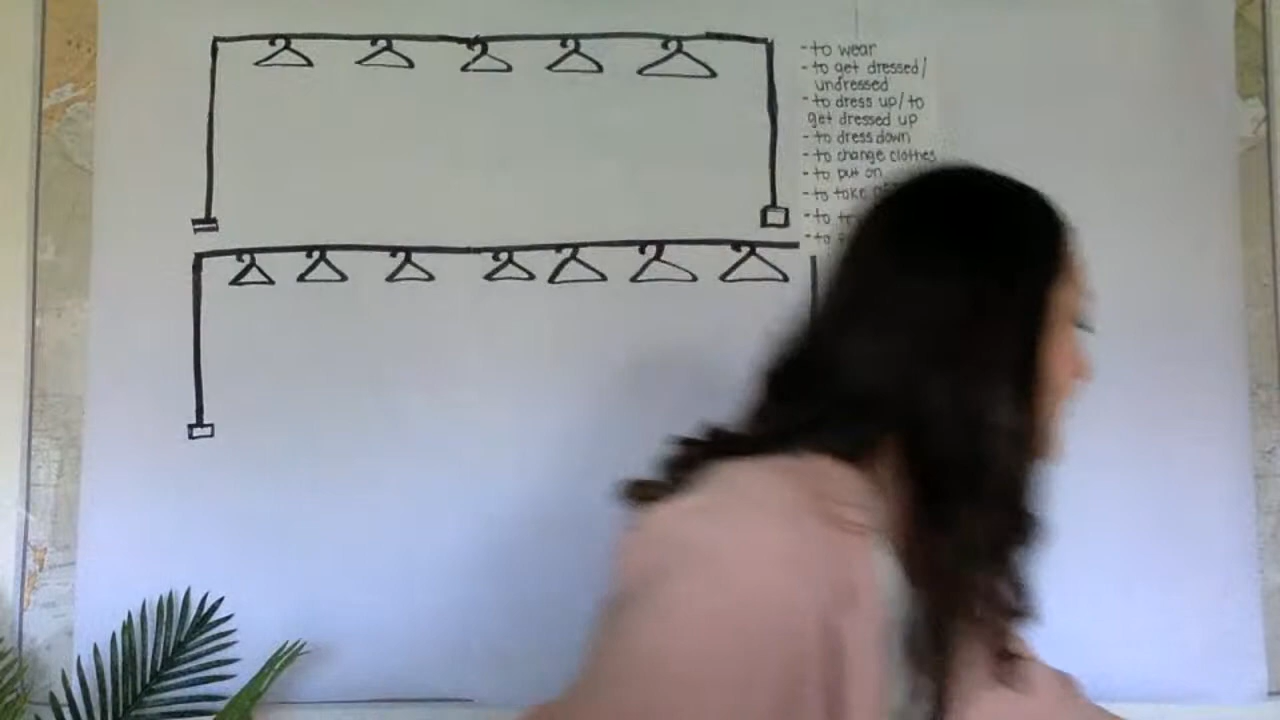 - to wear
- to get dressed/
undressed
- to dress up/to
get dressed up
- to dress down
- to change clothes
- to put on
- to take
- to
- to